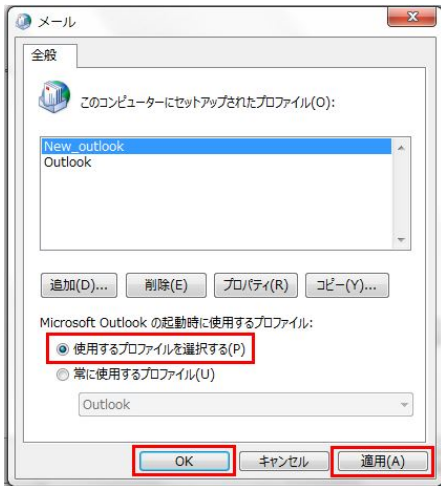 メール
全般
このコンピューターにセットアップされたプロファイル(O):
New_outlook
Outlook
追加(D)... 削除(E) プロパティ(R) コピー(Y)...
Microsoft Outlook の起動時に使用するプロファイル:
使用するプロファイルを選択する(P)
常に使用するプロファイル(U)
Outlook
OK キャンセル 適用(A)